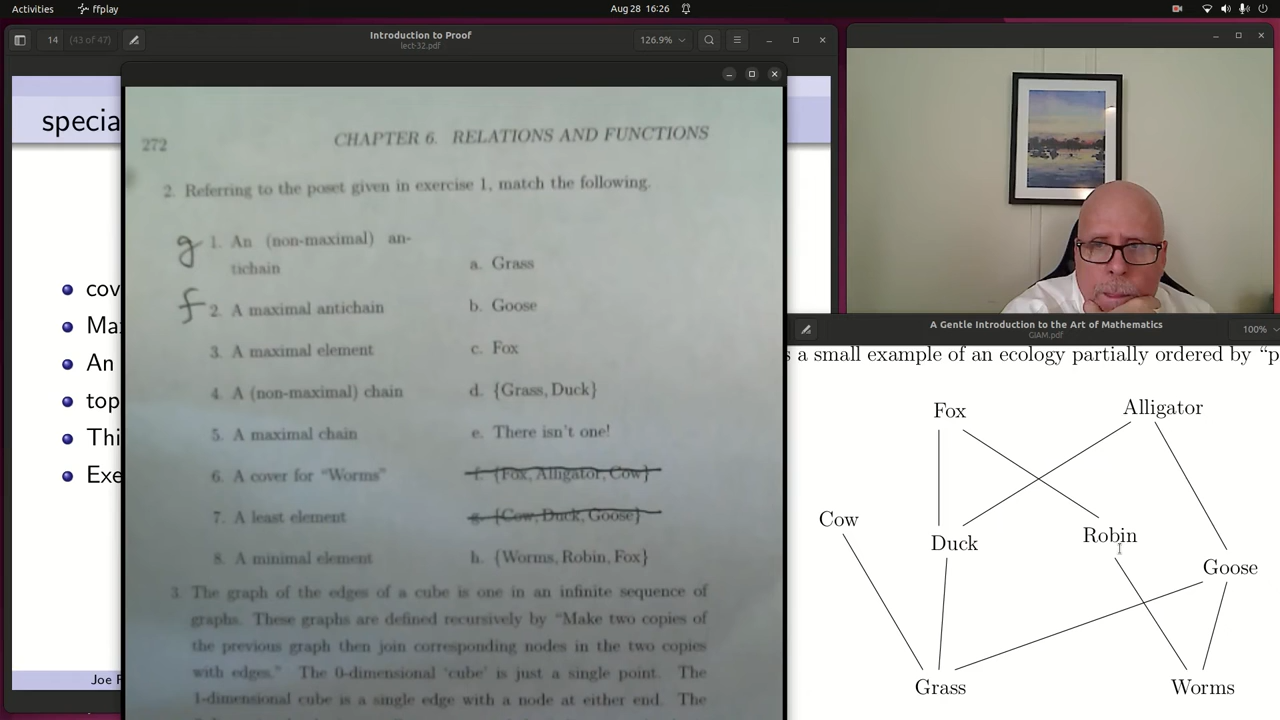 Activities
ffplay
Aug 28 16:26
14
(43 of 47)
Introduction to Proof
lect-32.pdf
126.9%
specia
cov
Ma
An
top
Thi
Exe
Joe F
272
CHAPTER 6. RELATIONS AND FUNCTIONS
2. Referring to the poset given in exercise 1, match the following.
g 1. An (non-maximal) an-
tichain
f 2. A maximal antichain
3. A maximal element
4. A (non-maximal) chain
5. A maximal chain
6. A cover for “Worms”
7. A least element
8. A minimal element
a. Grass
b. Goose
c. Fox
d. {Grass, Duck}
e. There isn't one!
f. {Fox, Alligator, Cow}
g. {Cow, Duck, Goose}
h. {Worms, Robin, Fox}
3. The graph of the edges of a cube is one in an infinite sequence of
graphs. These graphs are defined recursively by “Make two copies of
the previous graph then join corresponding nodes in the two copies
with edges.” The 0-dimensional ‘cube’ is just a single point. The
1-dimensional cube is a single edge with a node at either end. The
A Gentle Introduction to the Art of Mathematics
GIAM.pdf
100%
s a small example of an ecology partially ordered by “p
Fox
Alligator
Cow
Duck
Robin
Goose
Grass
Worms